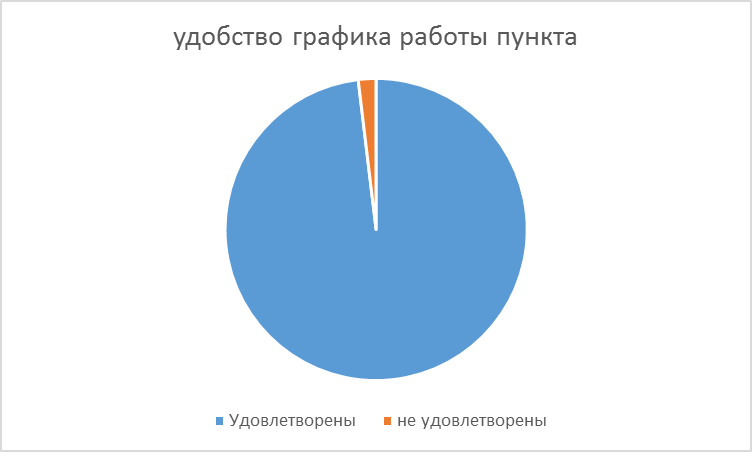 удобство графика работы пункта
Удовлетворены не удовлетворены